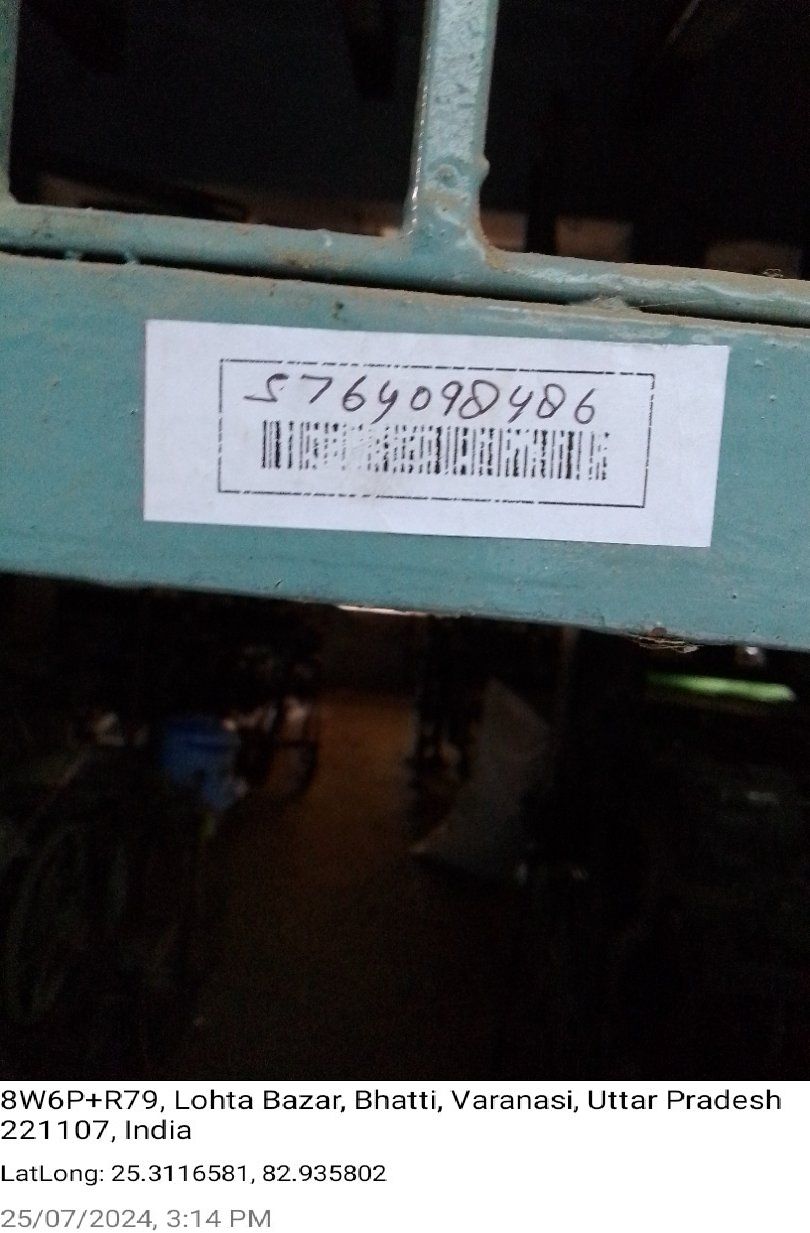 5764098486
8W6P+R79, Lohta Bazar, Bhatti, Varanasi, Uttar Pradesh
221107, India
LatLong: 25.3116581, 82.935802
25/07/2024, 3:14 PM